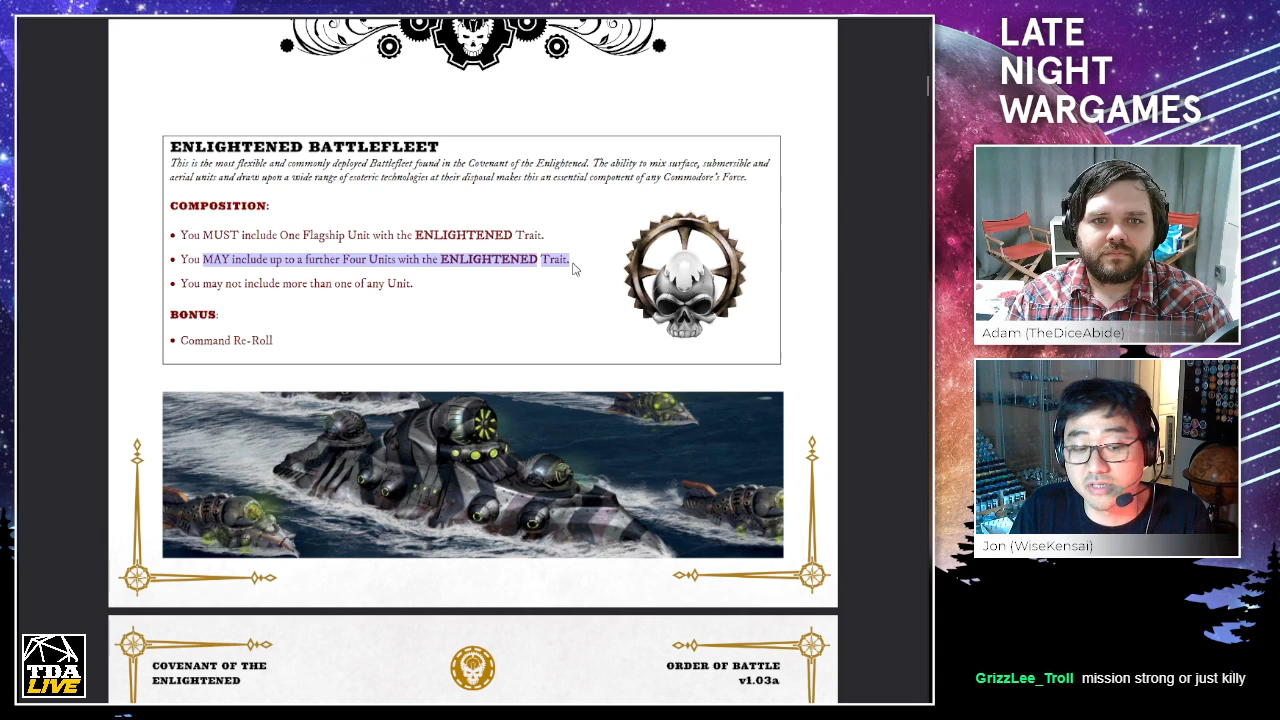 ENLIGHTENED BATTLEFLEET
This is the most flexible and commonly deployed Battlefleet found in the Covenant of the Enlightened. The ability to mix surface, submersible and
aerial units and draw upon a wide range of esoteric technologies at their disposal makes this an essential component of any Commodore's Force.
COMPOSITION:
• You MUST include One Flagship Unit with the ENLIGHTENED Trait.
• You MAY include up to a further Four Units with the ENLIGHTENED Trait.
• You may not include more than one of any Unit.
BONUS:
• Command Re-Roll
COVENANT OF THE
ENLIGHTENED
ORDER OF BATTLE
v1.03a
TDA
LIVE
LATE
NIGHT
WARGAMES
Adam (TheDiceAbide)
Jon (WiseKensai)
GrizzLee_Troll mission strong or just killy